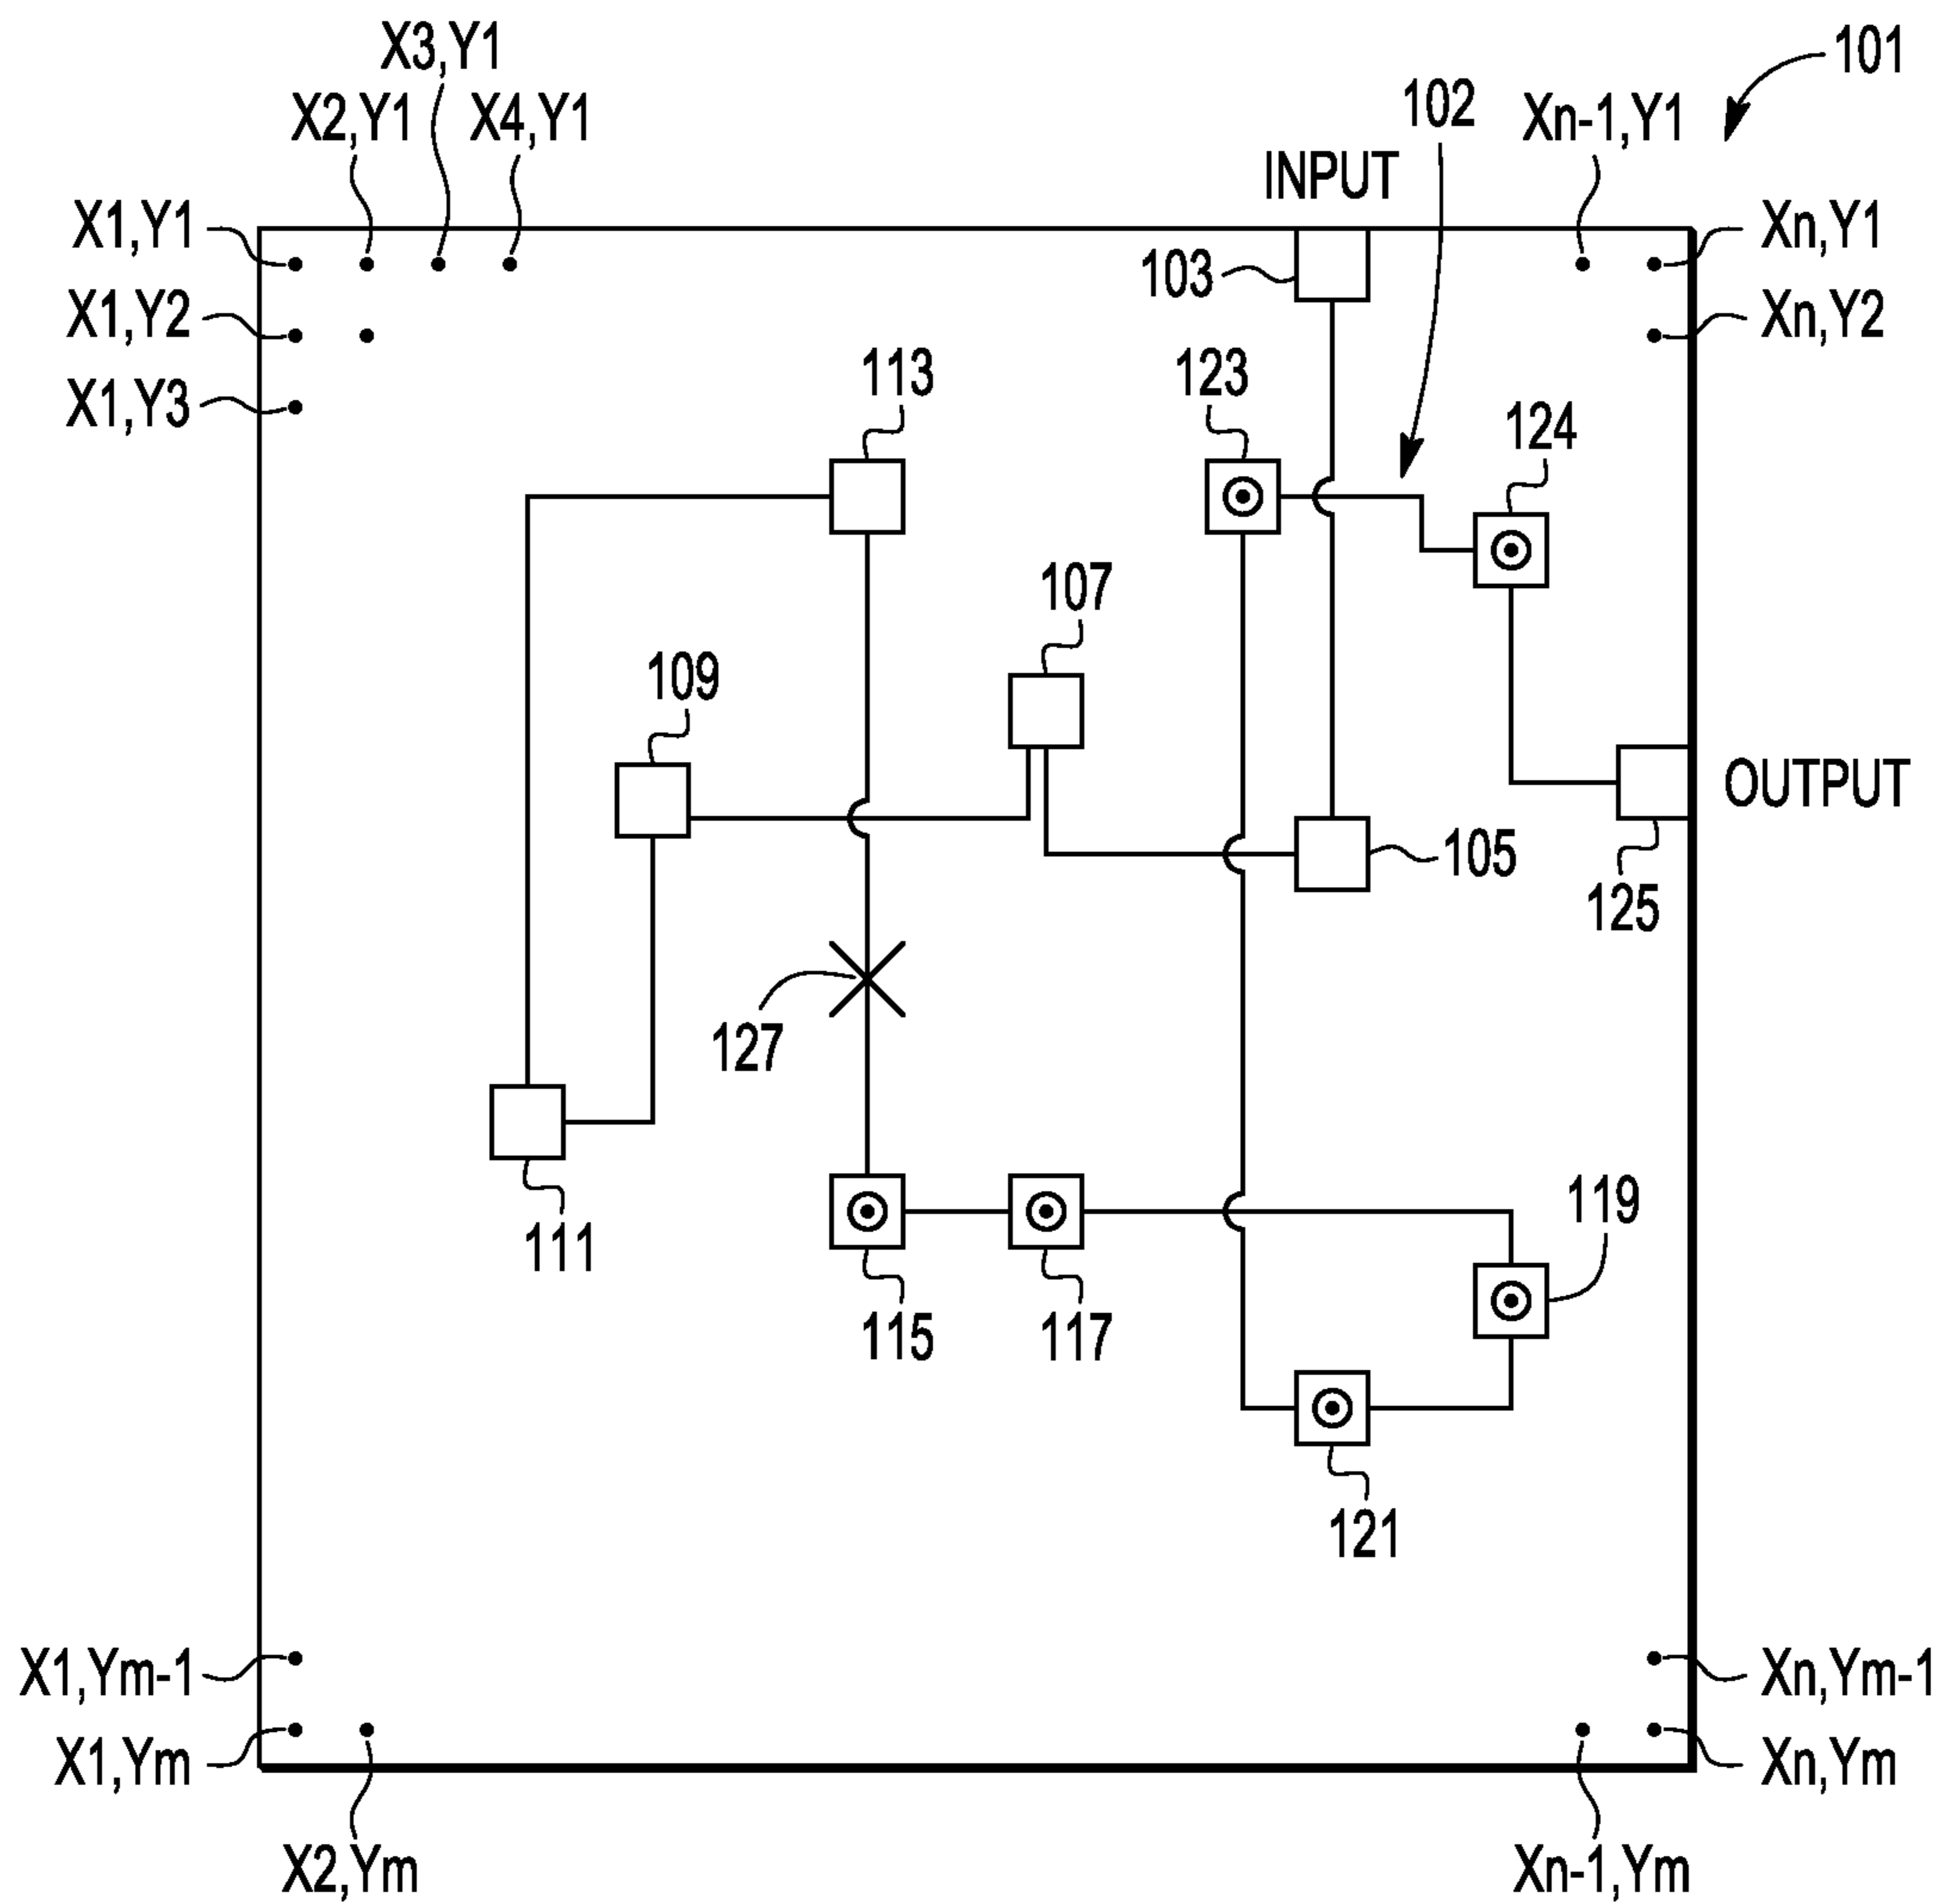 X3,Y1
101
X2,Y1
X4,Y1
102
Xn-1,Y1
INPUT
X1,Y1
Xn,Y1
103
X1,Y2
Xn,Y2
113
123
X1,Y3
124
107
109
OUTPUT
105
125
127
119
111
115
117
121
X1,Ym-1
Xn,Ym-1
X1,Ym
Xn,Ym
X2,Ym
Xn-1,Ym